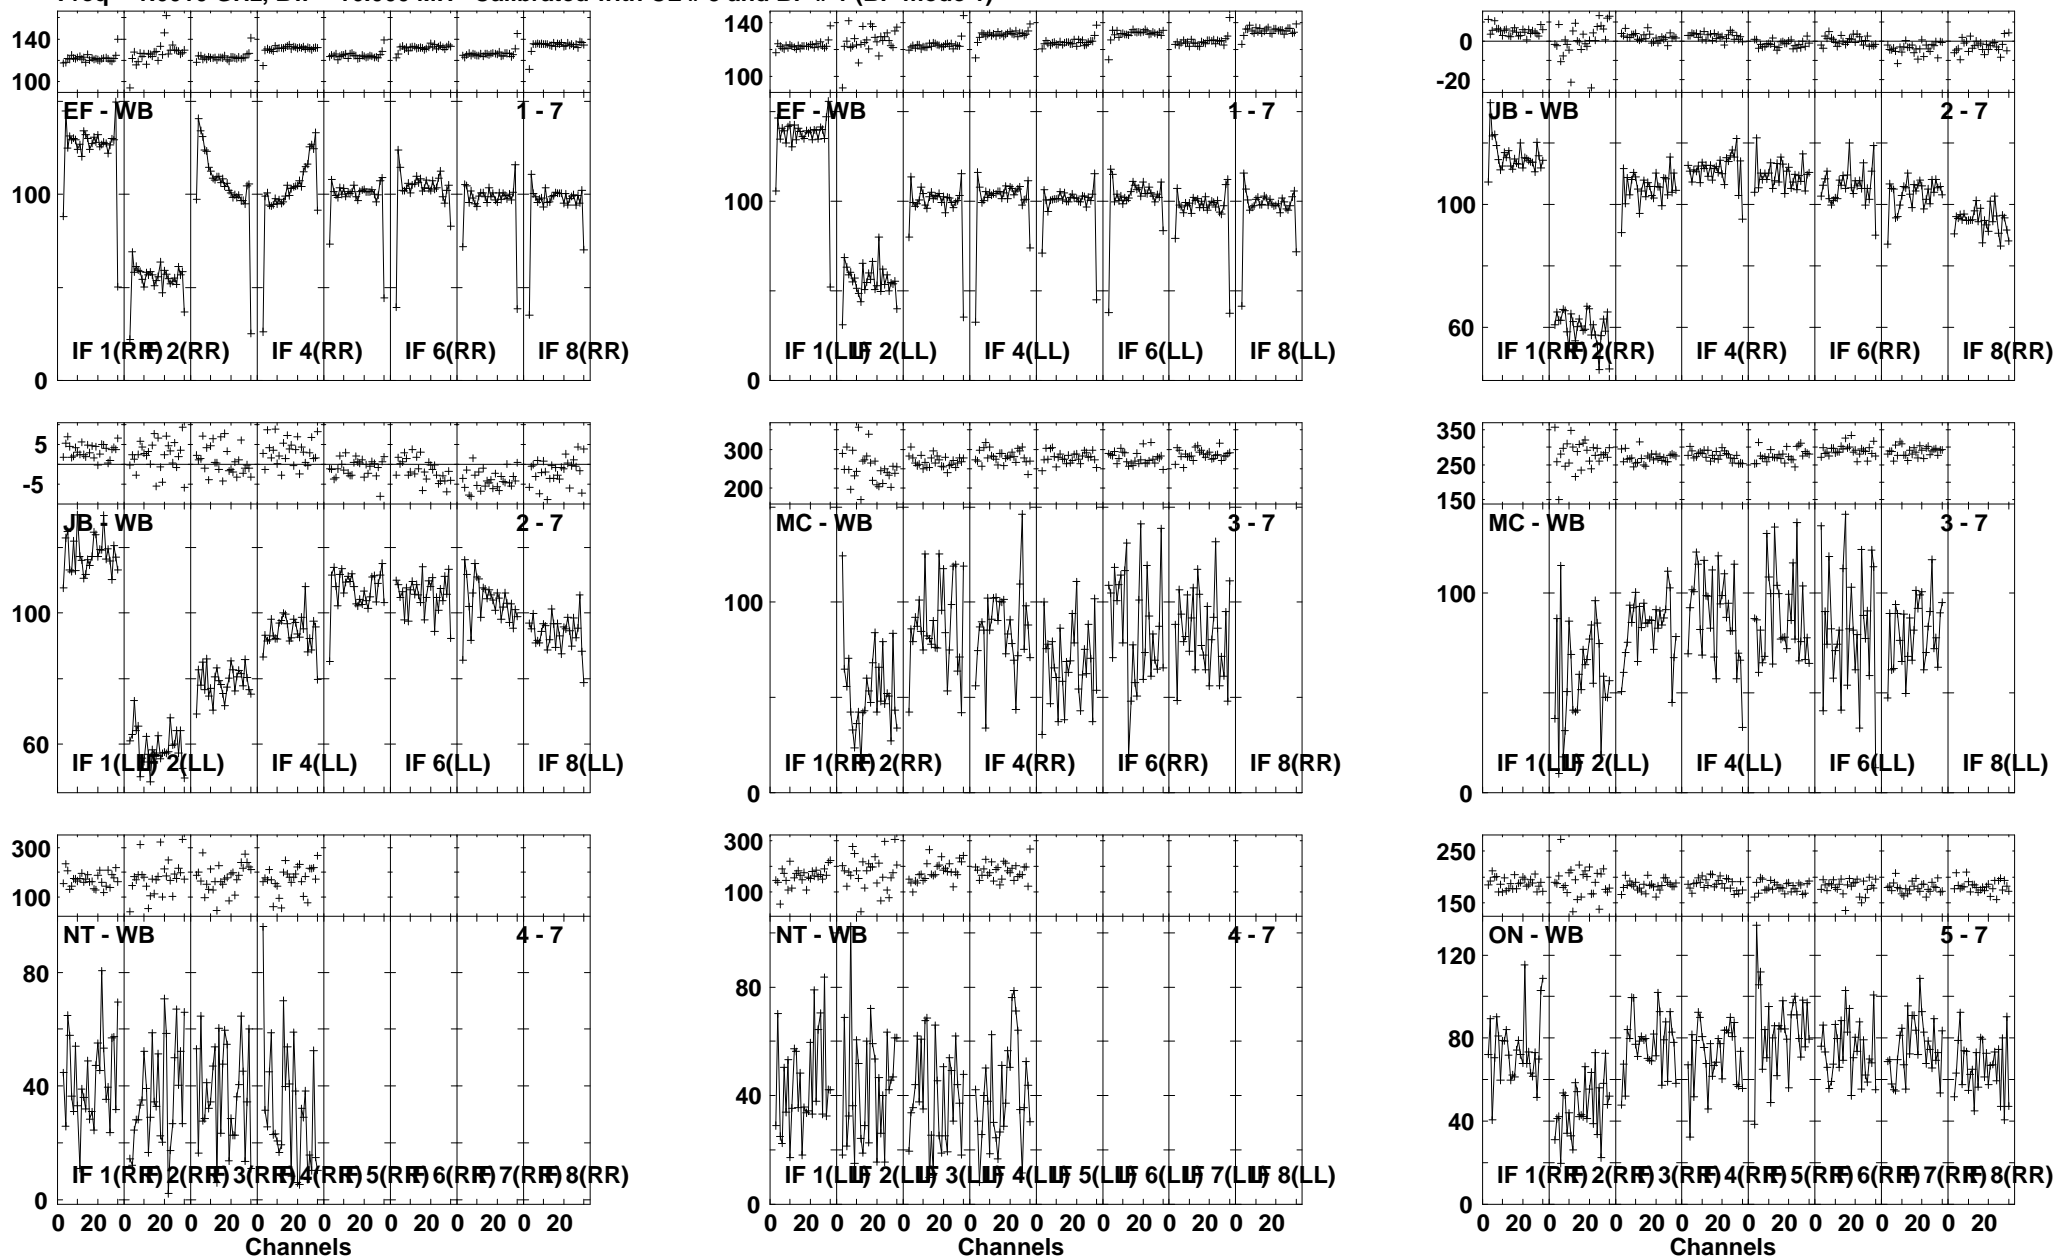 140
100
EF - WB
1 - 7
100
0
IF 1(RR)
IF 2(RR)
IF 4(RR)
IF 6(RR)
IF 8(RR)
140
100
EF - WB
1 - 7
100
0
IF 1(LL)
IF 2(LL)
IF 4(LL)
IF 6(LL)
IF 8(LL)
0
-20
JB - WB
2 - 7
100
60
IF 1(RR)
IF 2(RR)
IF 4(RR)
IF 6(RR)
IF 8(RR)
5
-5
JB - WB
2 - 7
100
60
IF 1(LL)
IF 2(LL)
IF 4(LL)
IF 6(LL)
IF 8(LL)
300
200
MC - WB
3 - 7
100
0
IF 1(RR)
IF 2(RR)
IF 4(RR)
IF 6(RR)
IF 8(RR)
350
250
150
MC - WB
3 - 7
100
0
IF 1(LL)
IF 2(LL)
IF 4(LL)
IF 6(LL)
IF 8(LL)
300
100
NT - WB
4 - 7
80
40
0
IF 1(RR)
IF 2(RR)
IF 3(RR)
IF 4(RR)
IF 5(RR)
IF 6(RR)
IF 7(RR)
IF 8(RR)
0 20 0 20 0 20 0 20 0 20 0 20 0 20 0 20
Channels
300
100
NT - WB
4 - 7
80
40
0
IF 1(LL)
IF 2(LL)
IF 3(LL)
IF 4(LL)
IF 5(LL)
IF 6(LL)
IF 7(LL)
IF 8(LL)
0 20 0 20 0 20 0 20 0 20 0 20 0 20 0 20
Channels
250
150
ON - WB
5 - 7
120
80
40
0
IF 1(RR)
IF 2(RR)
IF 3(RR)
IF 4(RR)
IF 5(RR)
IF 6(RR)
IF 7(RR)
IF 8(RR)
0 20 0 20 0 20 0 20 0 20 0 20 0 20 0 20
Channels